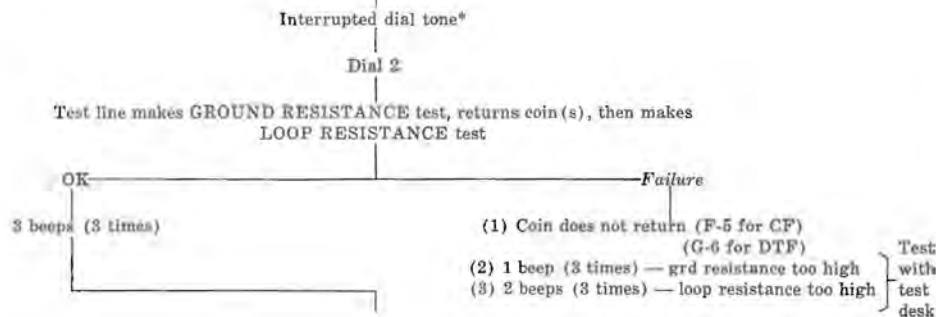 Interrupted dial tone*
Dial 2
Test line makes GROUND RESISTANCE test, returns coin(s), then makes
LOOP RESISTANCE test
OK
Failure
3 beeps (3 times)
(1) Coin does not return (F-5 for CF)
(G-6 for DTF)
(2) 1 beep (3 times) — grd resistance too high
(3) 2 beeps (3 times) — loop resistance too high
Test
with
test
desk